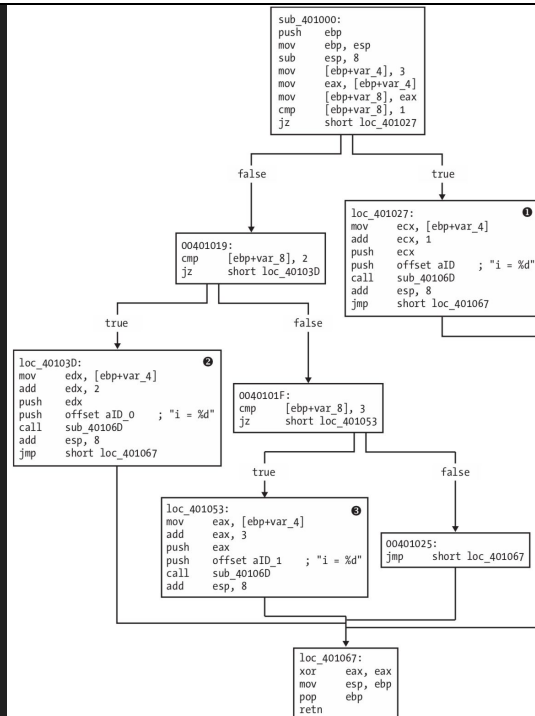 sub_401000:
push ebp
mov ebp, esp
sub esp, 8
mov [ebp+var_4], 3
mov eax, [ebp+var_4]
mov [ebp+var_8], eax
cmp [ebp+var_8], 1
jz short loc_401027
false
true
loc_401027: ❶
mov ecx, [ebp+var_4]
add ecx, 1
push ecx
push offset aID ; "i = %d"
call sub_40106D
add esp, 8
jmp short loc_401067
00401019:
cmp [ebp+var_8], 2
jz short loc_40103D
true
false
loc_40103D: ❷
mov edx, [ebp+var_4]
add edx, 2
push edx
push offset aID_0 ; "i = %d"
call sub_40106D
add esp, 8
jmp short loc_401067
0040101F:
cmp [ebp+var_8], 3
jz short loc_401053
true
false
loc_401053: ❸
mov eax, [ebp+var_4]
add eax, 3
push eax
push offset aID_1 ; "i = %d"
call sub_40106D
add esp, 8
00401025:
jmp short loc_401067
loc_401067:
xor eax, eax
mov esp, ebp
pop ebp
retn